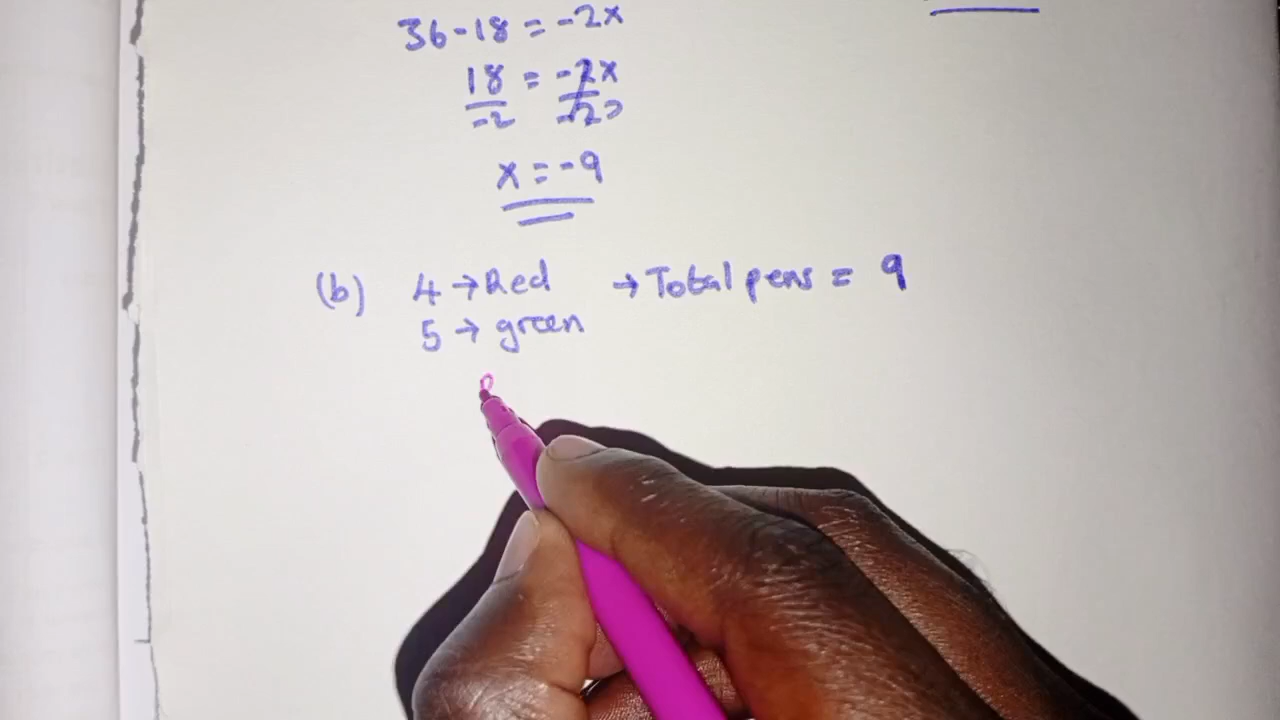 36-18 = -2x
18 = -2x
-2 -2
x = -9
(b) 4 → Red → Total pens = 9
5 → green